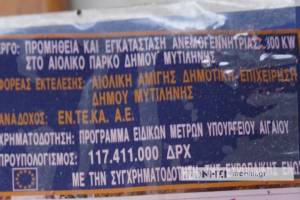 ΕΡΓΟ: ΠΡΟΜΗΘΕΙΑ ΚΑΙ ΕΓΚΑΤΑΣΤΑΣΗ ΑΝΕΜΟΓΕΝΝΗΤΡΙΑΣ 300 KW
ΣΤΟ ΑΙΟΛΙΚΟ ΠΑΡΚΟ ΔΗΜΟΥ ΜΥΤΙΛΗΝΗΣ
ΦΟΡΕΑΣ ΕΚΤΕΛΕΣΗΣ: ΑΙΟΛΙΚΗ ΑΜΙΓΗΣ ΔΗΜΟΤΙΚΗ ΕΠΙΧΕΙΡΗΣΗ
ΔΗΜΟΥ ΜΥΤΙΛΗΝΗΣ
ΑΝΑΔΟΧΟΣ: ΕΝ.ΤΕ.ΚΑ. Α.Ε.
ΧΡΗΜΑΤΟΔΟΤΗΣΗ: ΠΡΟΓΡΑΜΜΑ ΕΙΔΙΚΩΝ ΜΕΤΡΩΝ ΥΠΟΥΡΓΕΙΟΥ ΑΙΓΑΙΟΥ
ΠΡΟΥΠΟΛΟΓΙΣΜΟΣ: 117.411.000 ΔΡΧ
ΜΕ ΤΗΝ ΣΥΓΧΡΗΜΑΤΟΔΟΤΗΣΗ ΤΗΣ ΕΥΡΩΠΑΪΚΗΣ